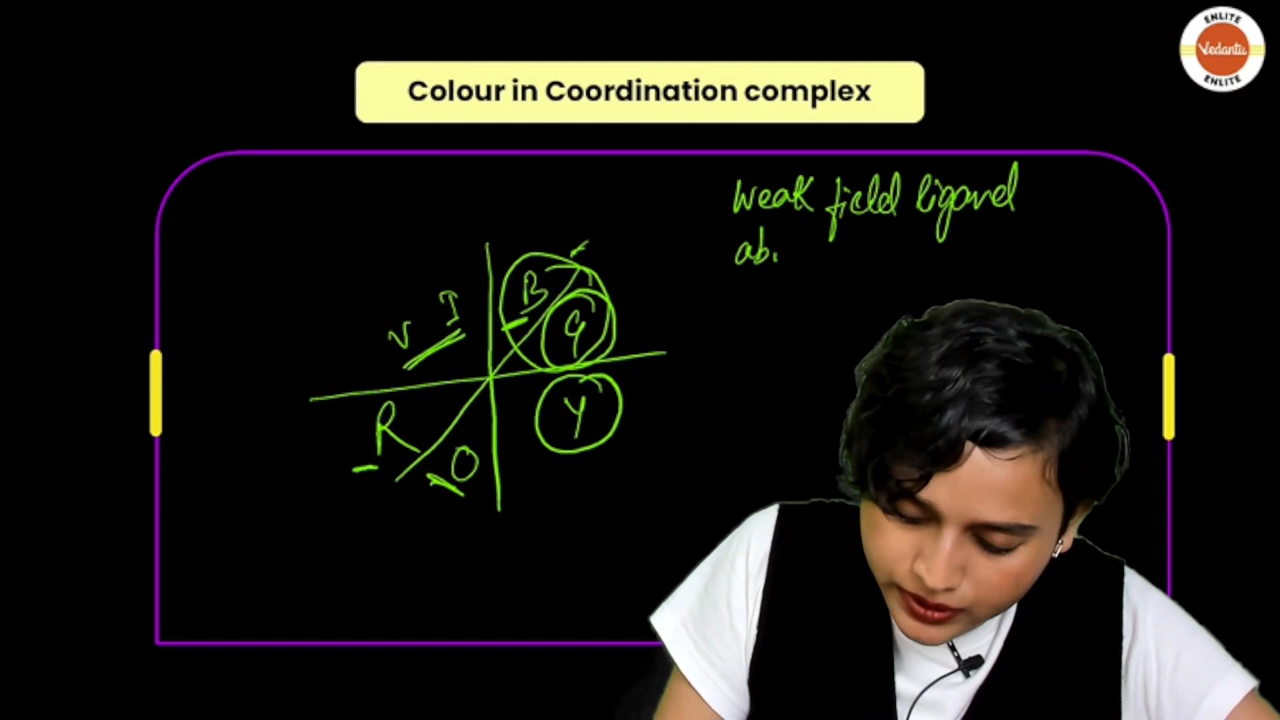 ENLITE
Vedantu
ENLITE
Colour in Coordination complex
Weak field ligand
ab.
V I B G
R O Y